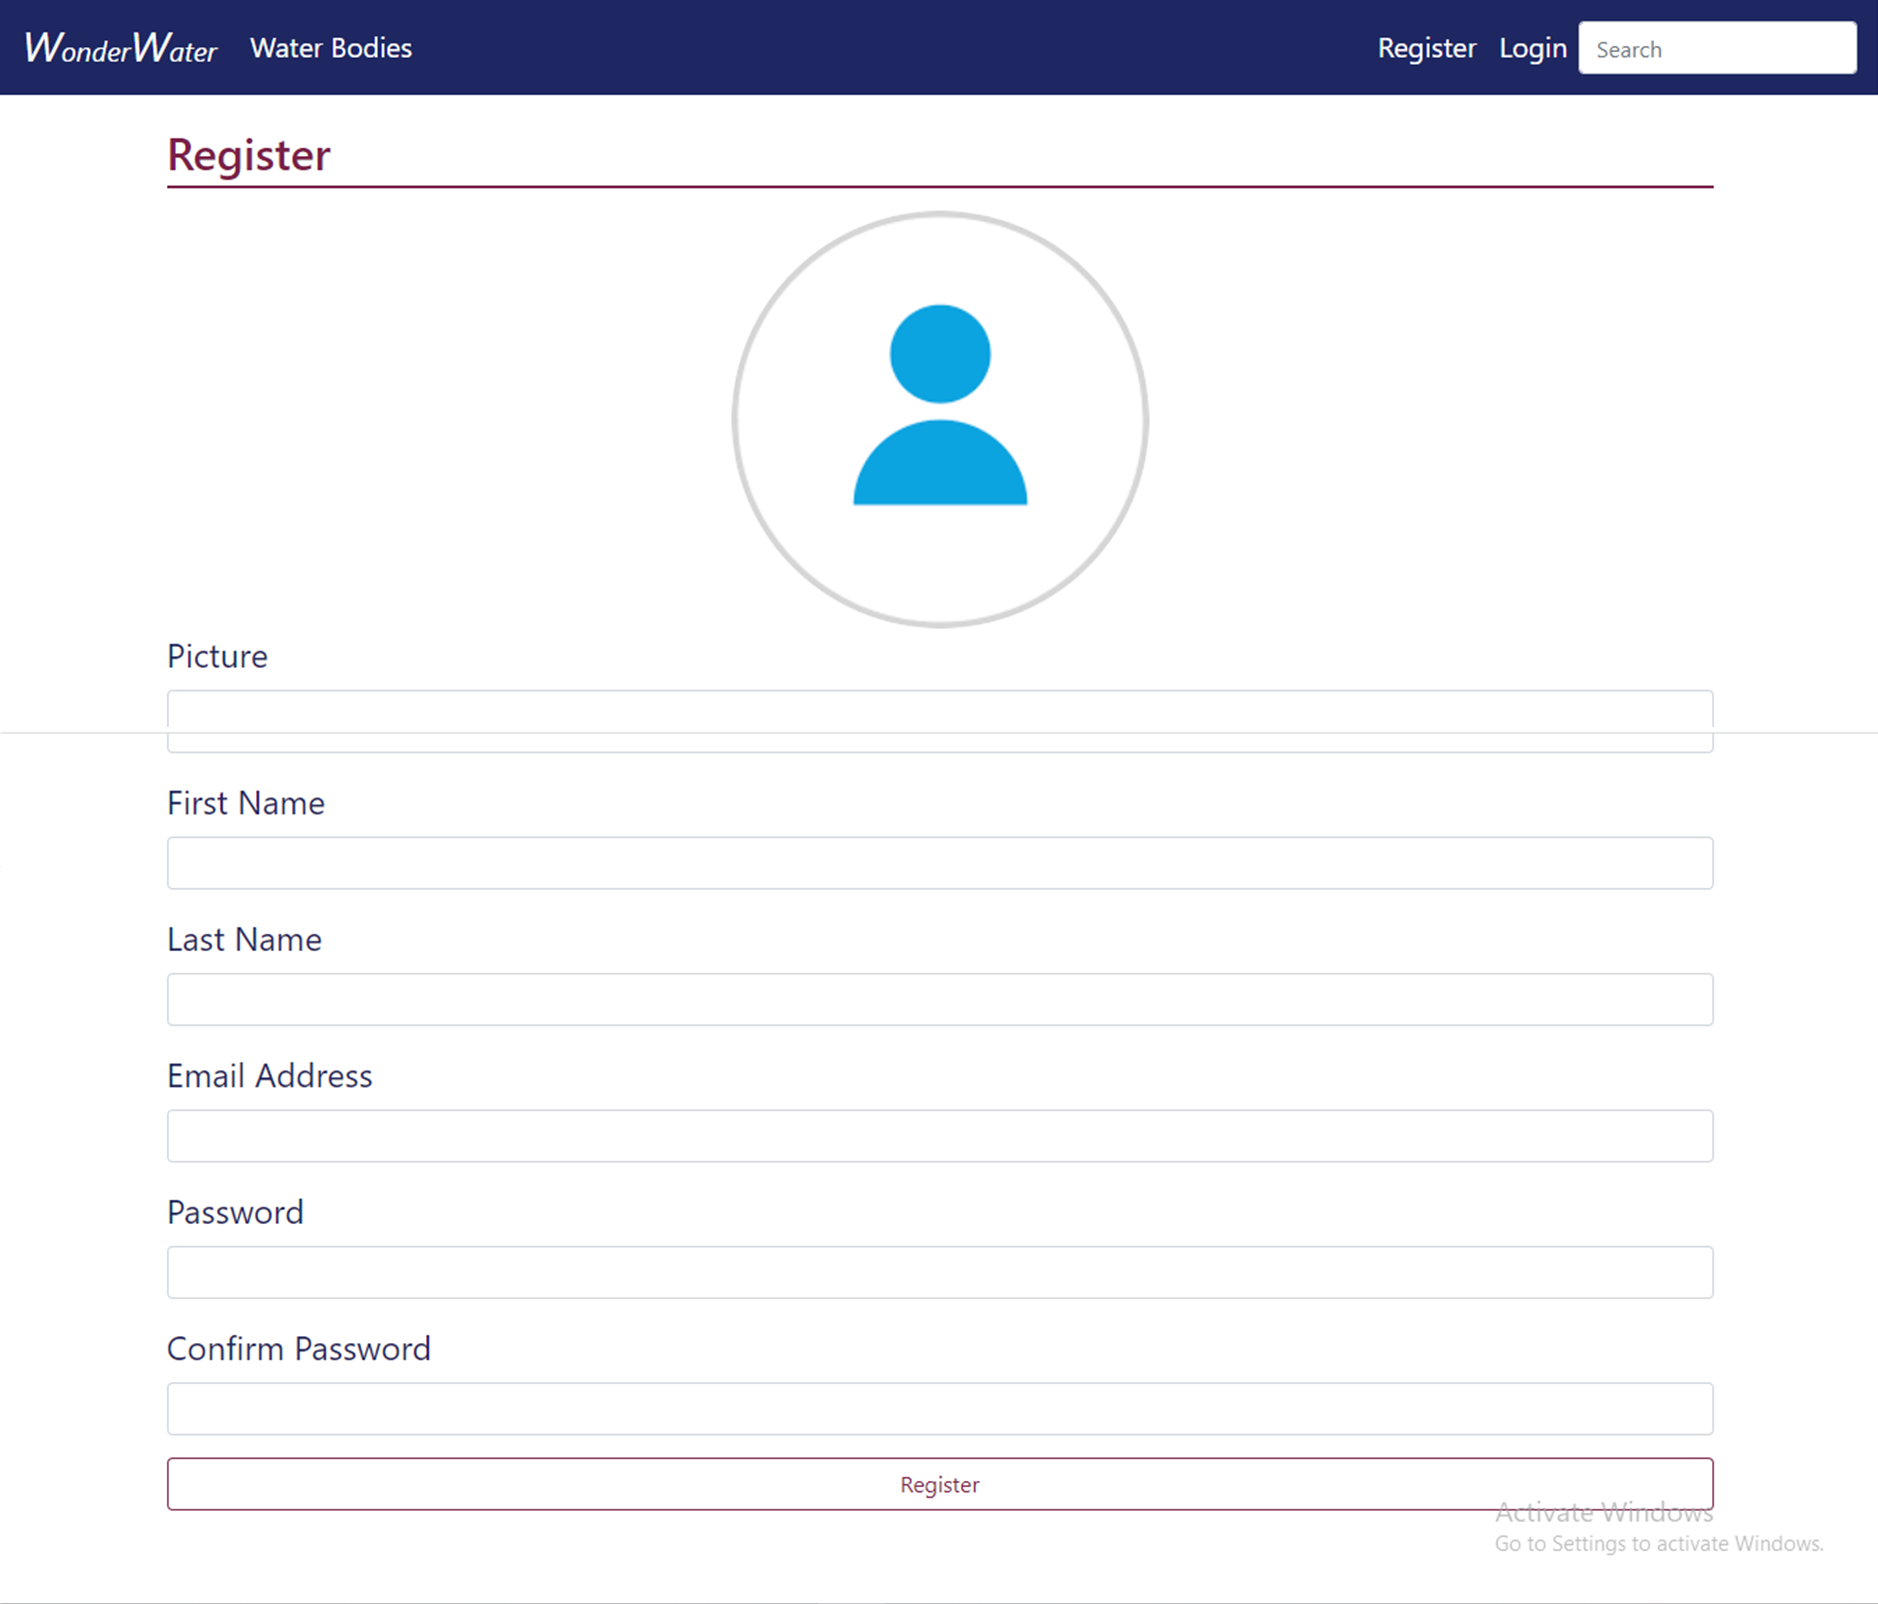 WonderWater Water Bodies Register Login Search
Register
Picture
First Name
Last Name
Email Address
Password
Confirm Password
Register
Activate Windows
Go to Settings to activate Windows.